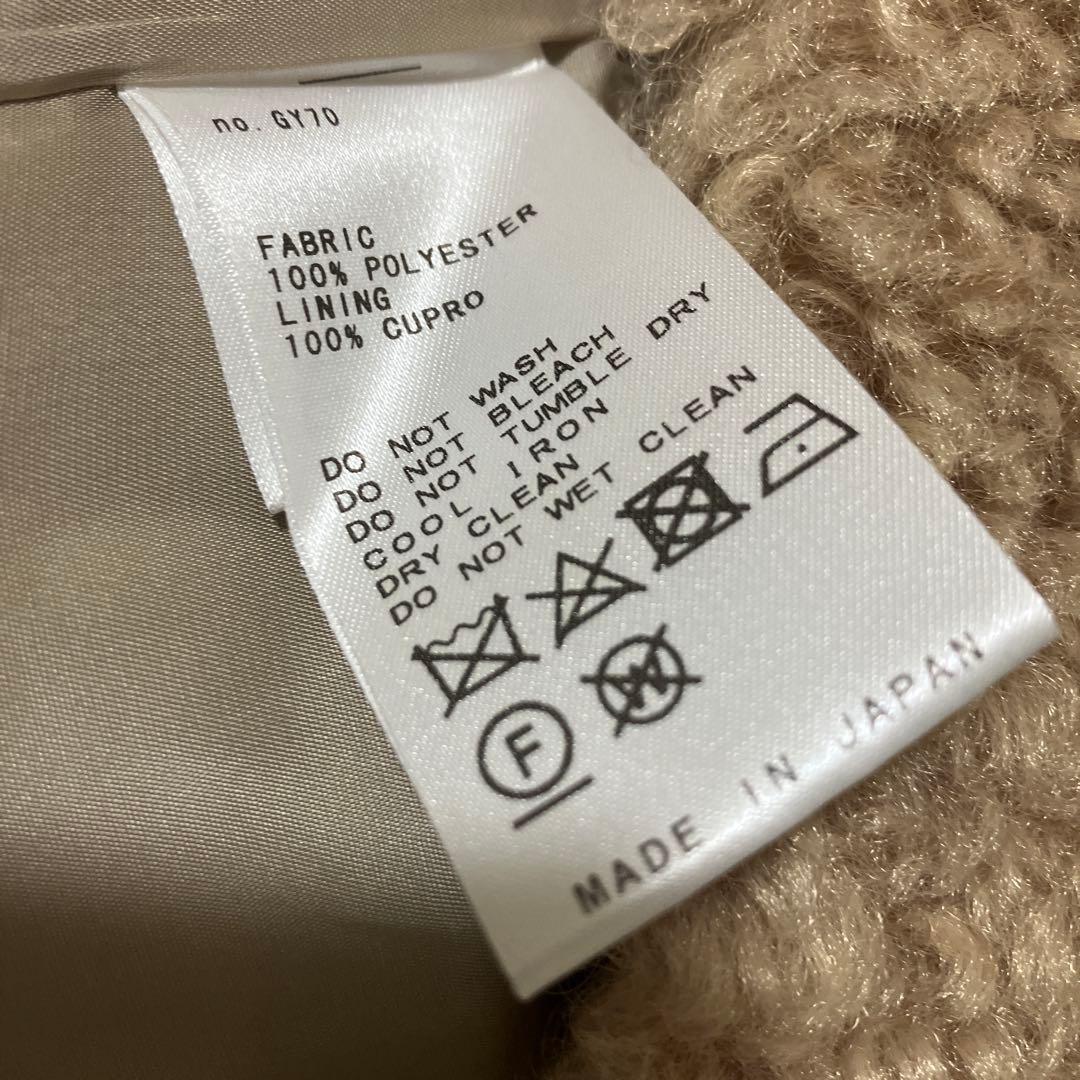 no. GY70
FABRIC
100% POLYESTER
LINING
100% CUPRO
DO NOT WASH
DO NOT BLEACH
DO NOT TUMBLE DRY
COOL IRON
DRY CLEAN
DO NOT WET CLEAN
W
F
MADE IN JAPAN